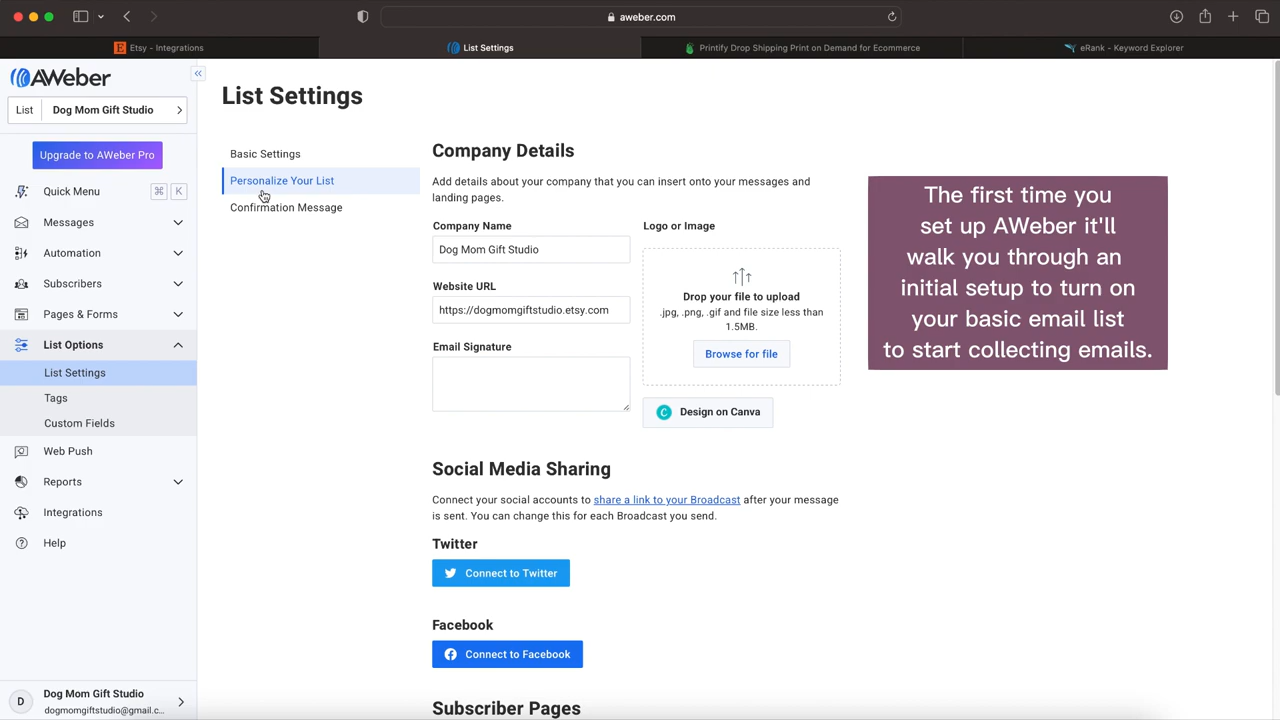 aweber.com
Etsy - Integrations
List Settings
Printify Drop Shipping Print on Demand for Ecommerce
eRank - Keyword Explorer
AWeber
List Dog Mom Gift Studio
Upgrade to AWeber Pro
Quick Menu ⌘ K
Messages
Automation
Subscribers
Pages & Forms
List Options
List Settings
Tags
Custom Fields
Web Push
Reports
Integrations
Help
D
Dog Mom Gift Studio
dogmomgiftstudio@gmail.c...
List Settings
Basic Settings
Personalize Your List
Confirmation Message
Company Details
Add details about your company that you can insert onto your messages and
landing pages.
Company Name
Dog Mom Gift Studio
Website URL
https://dogmomgiftstudio.etsy.com
Email Signature
Logo or Image
Drop your file to upload
.jpg, .png, .gif and file size less than
1.5MB.
Browse for file
C Design on Canva
Social Media Sharing
Connect your social accounts to share a link to your Broadcast after your message
is sent. You can change this for each Broadcast you send.
Twitter
Connect to Twitter
Facebook
Connect to Facebook
Subscriber Pages
The first time you
set up AWeber it'll
walk you through an
initial setup to turn on
your basic email list
to start collecting emails.